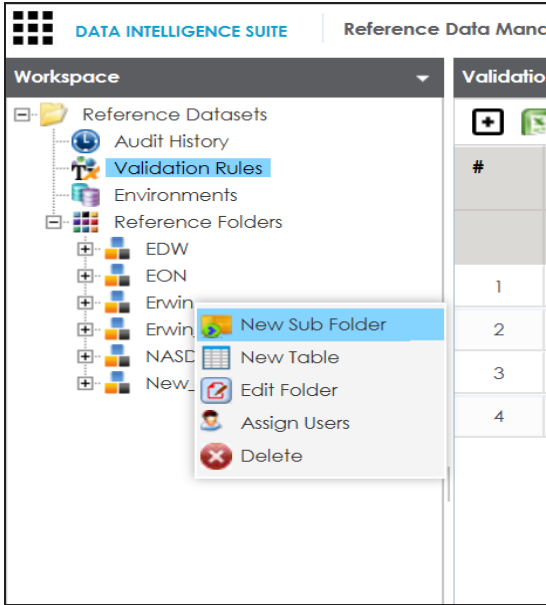 DATA INTELLIGENCE SUITE Reference Data Mana
Workspace Validatio
Reference Datasets
Audit History
Validation Rules #
Environments
Reference Folders
EDW
EON 1
Erwin
New Sub Folder
Erwin_ 2
New Table
NASD 3
Edit Folder
New_
Assign Users 4
Delete